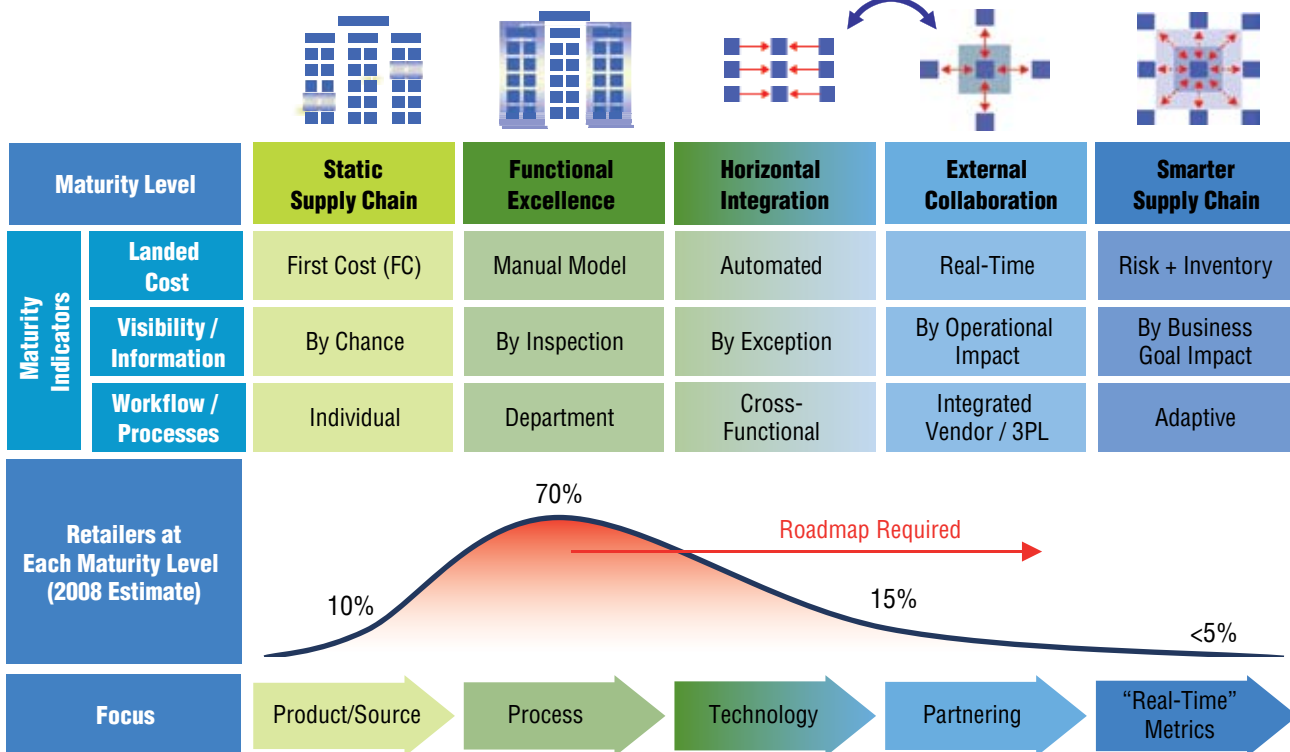 Maturity Level
Static
Supply Chain
Functional
Excellence
Horizontal
Integration
External
Collaboration
Smarter
Supply Chain
Maturity
Indicators
Landed
Cost
First Cost (FC)
Manual Model
Automated
Real-Time
Risk + Inventory
Visibility /
Information
By Chance
By Inspection
By Exception
By Operational
Impact
By Business
Goal Impact
Workflow /
Processes
Individual
Department
Cross-
Functional
Integrated
Vendor / 3PL
Adaptive
Retailers at
Each Maturity Level
(2008 Estimate)
10%
70%
Roadmap Required
15%
<5%
Focus
Product/Source
Process
Technology
Partnering
“Real-Time”
Metrics